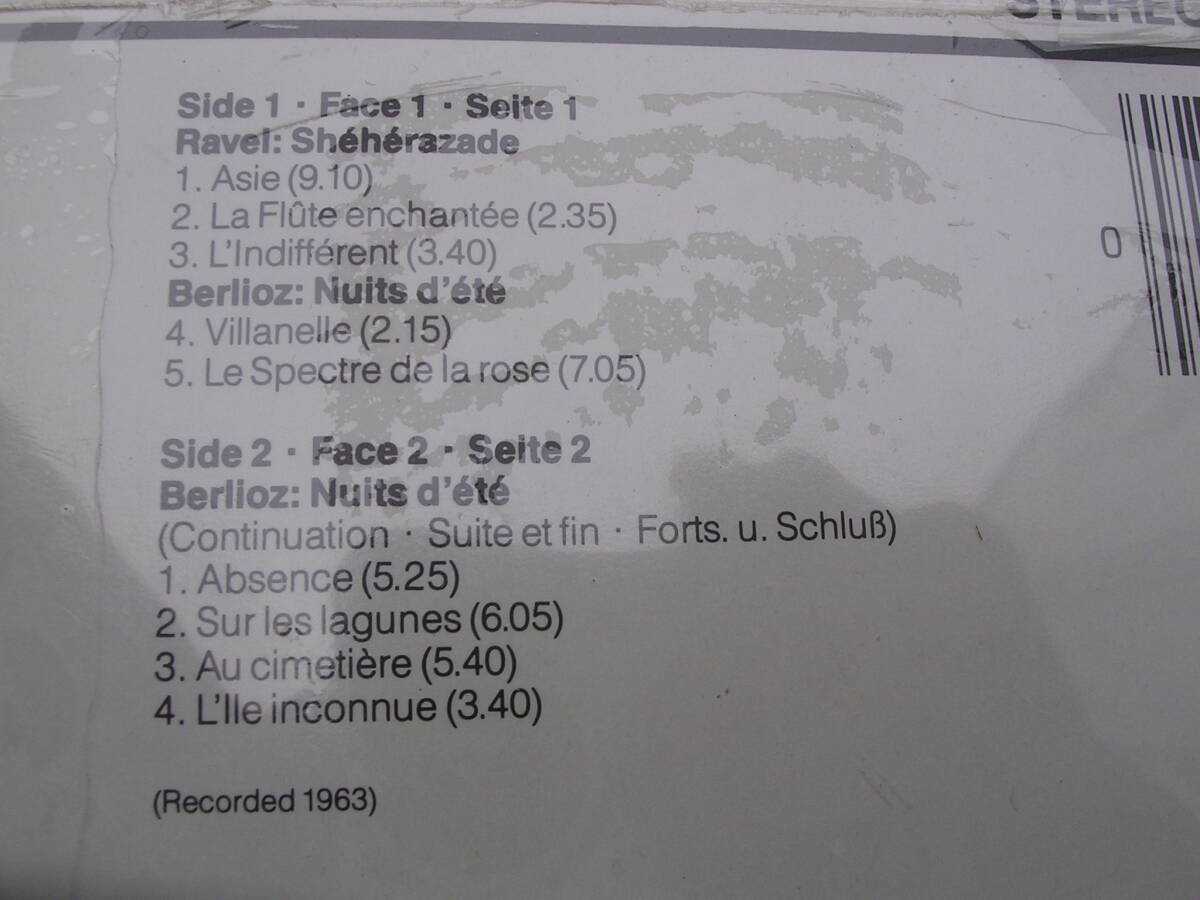 STEREO
Side 1 · Face 1 · Seite 1
Ravel: Shéhérazade
1. Asie (9.10)
2. La Flûte enchantée (2.35)
3. L'Indifférent (3.40)
0
Berlioz: Nuits d'été
4. Villanelle (2.15)
5. Le Spectre de la rose (7.05)
Side 2 · Face 2 · Seite 2
Berlioz: Nuits d'été
(Continuation · Suite et fin · Forts. u. Schluß)
1. Absence (5.25)
2. Sur les lagunes (6.05)
3. Au cimetière (5.40)
4. L'Ile inconnue (3.40)
(Recorded 1963)